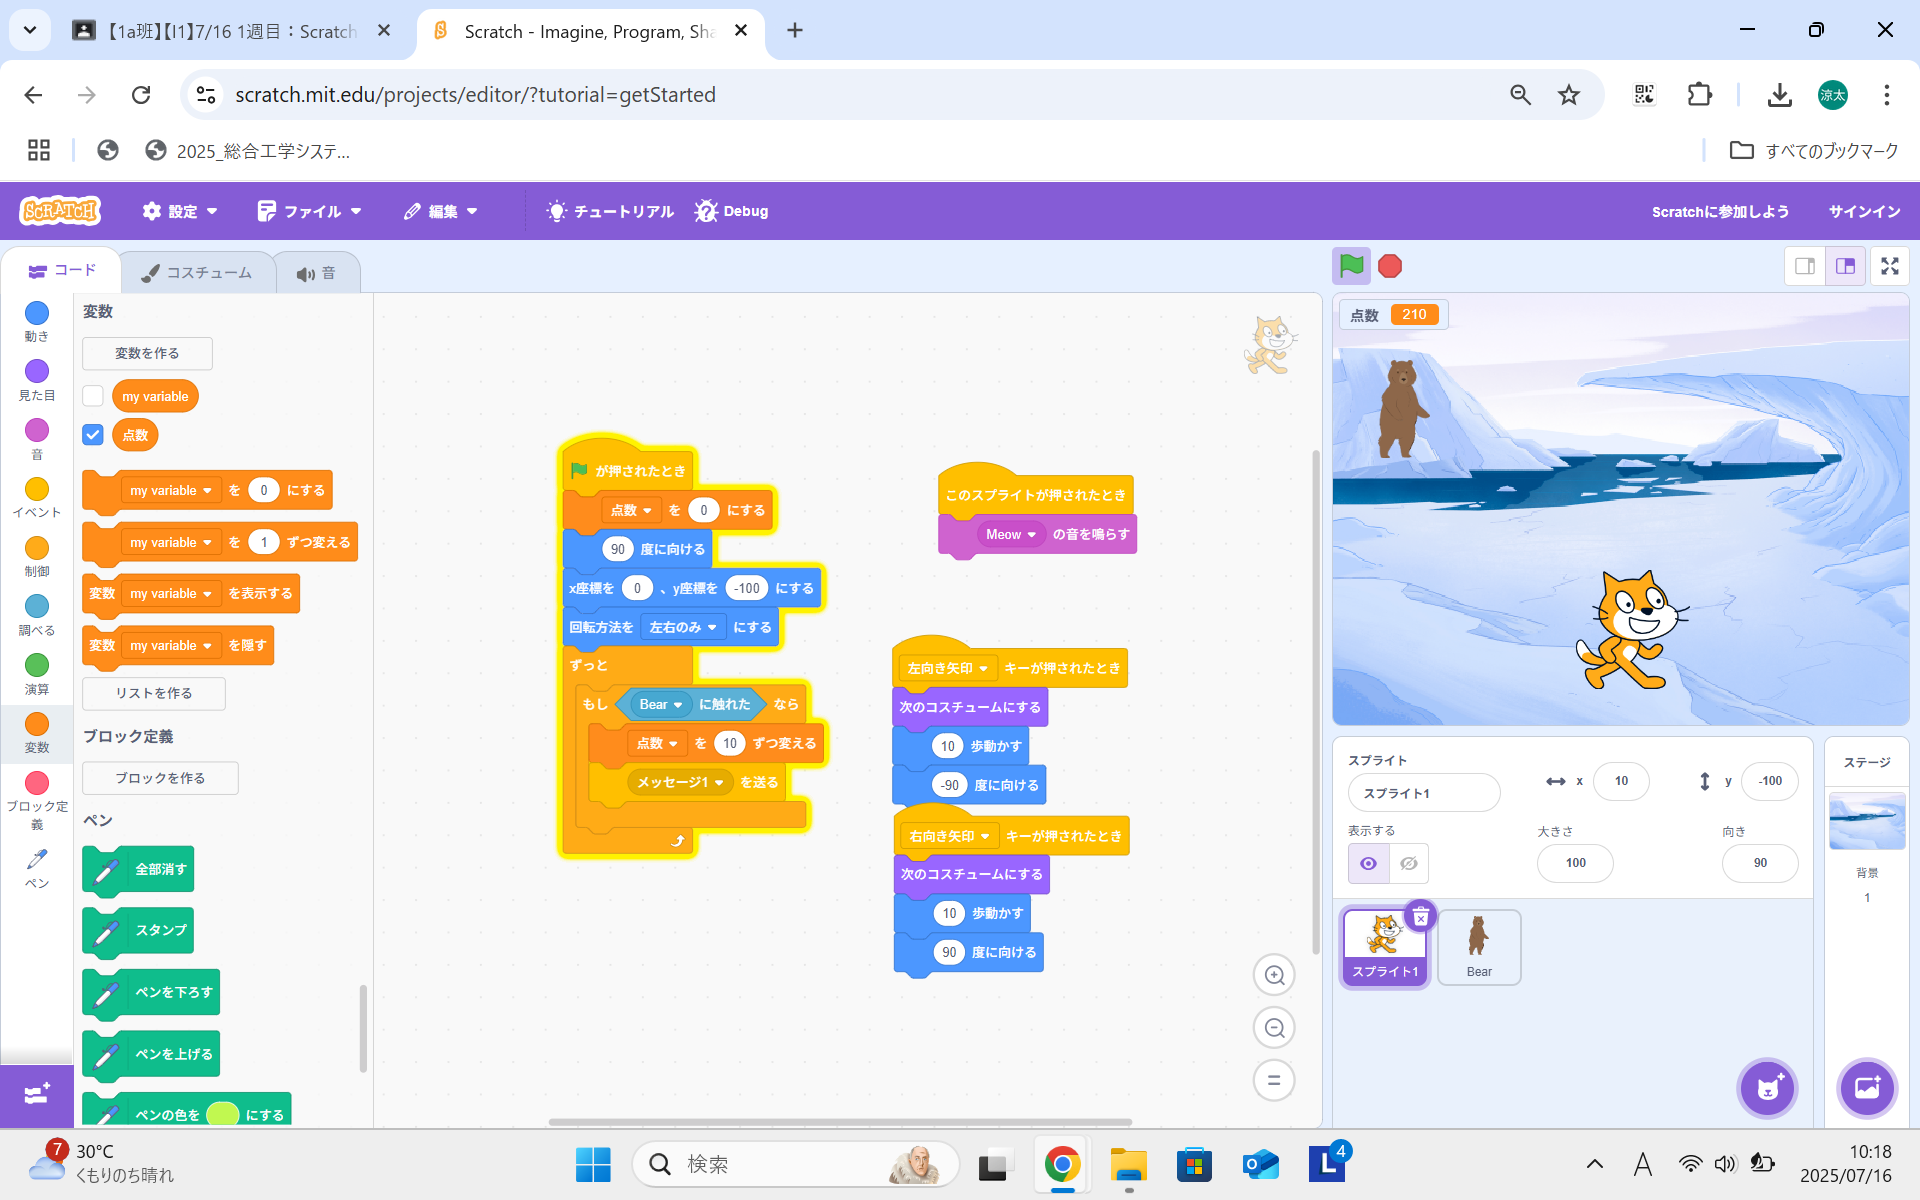 【1a班】【I1】7/16 1週目：Scratch
Scratch - Imagine, Program, Sha
scratch.mit.edu/projects/editor/?tutorial=getStarted
涼太
2025_総合工学システ...
すべてのブックマーク
SCRATCH
設定
ファイル
編集
チュートリアル
Debug
Scratchに参加しよう
サインイン
コード
コスチューム
音
動き
見た目
音
イベント
制御
調べる
演算
変数
ブロック定義
ペン
変数
変数を作る
my variable
点数
my variable を 0 にする
my variable を 1 ずつ変える
変数 my variable を表示する
変数 my variable を隠す
リストを作る
ブロック定義
ブロックを作る
ペン
全部消す
スタンプ
ペンを下ろす
ペンを上げる
ペンの色を にする
が押されたとき
点数 を 0 にする
90 度に向ける
x座標を 0 、y座標を -100 にする
回転方法を 左右のみ にする
ずっと
もし Bear に触れた なら
点数 を 10 ずつ変える
メッセージ1 を送る
このスプライトが押されたとき
Meow の音を鳴らす
左向き矢印 キーが押されたとき
次のコスチュームにする
10 歩動かす
-90 度に向ける
右向き矢印 キーが押されたとき
次のコスチュームにする
10 歩動かす
90 度に向ける
点数 210
スプライト
スプライト1
x 10
y -100
表示する
大きさ
100
向き
90
スプライト1
Bear
ステージ
背景
1
7
30°C
くもりのち晴れ
検索
L
4
A
10:18
2025/07/16